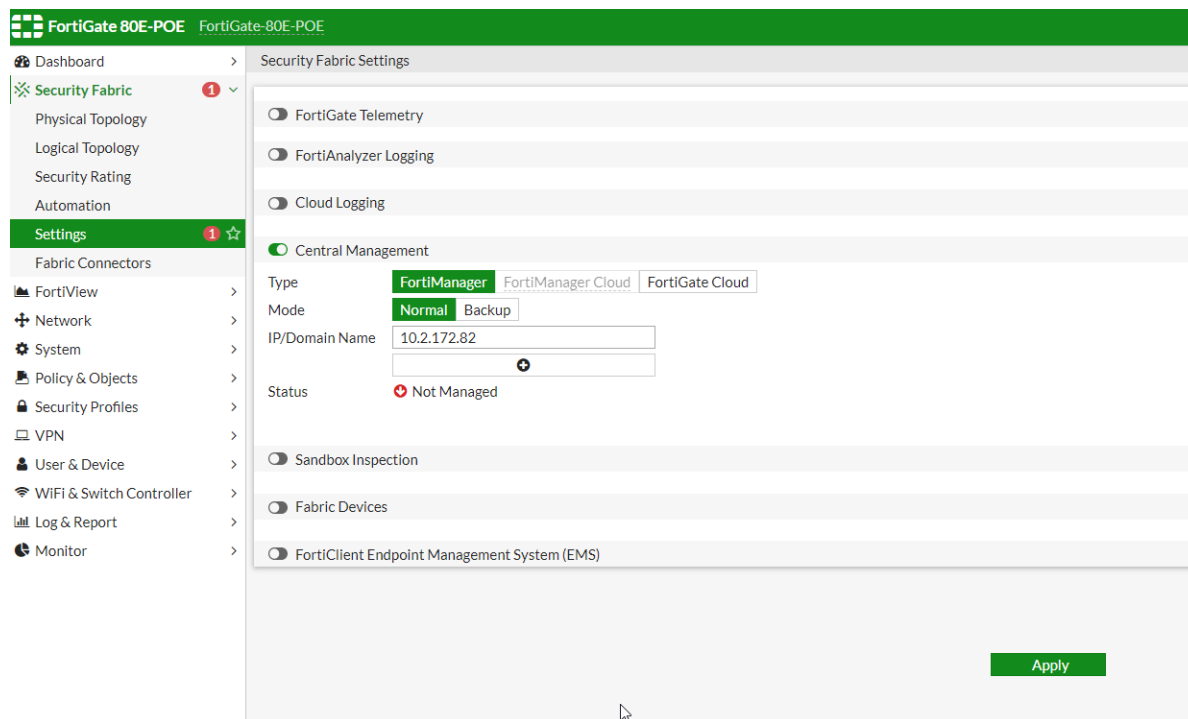 FortiGate 80E-POE FortiGate-80E-POE
Dashboard
Security Fabric 1
Physical Topology
Logical Topology
Security Rating
Automation
Settings 1
Fabric Connectors
FortiView
Network
System
Policy & Objects
Security Profiles
VPN
User & Device
WiFi & Switch Controller
Log & Report
Monitor
Security Fabric Settings
FortiGate Telemetry
FortiAnalyzer Logging
Cloud Logging
Central Management
Type FortiManager FortiManager Cloud FortiGate Cloud
Mode Normal Backup
IP/Domain Name 10.2.172.82
Status Not Managed
Sandbox Inspection
Fabric Devices
FortiClient Endpoint Management System (EMS)
Apply